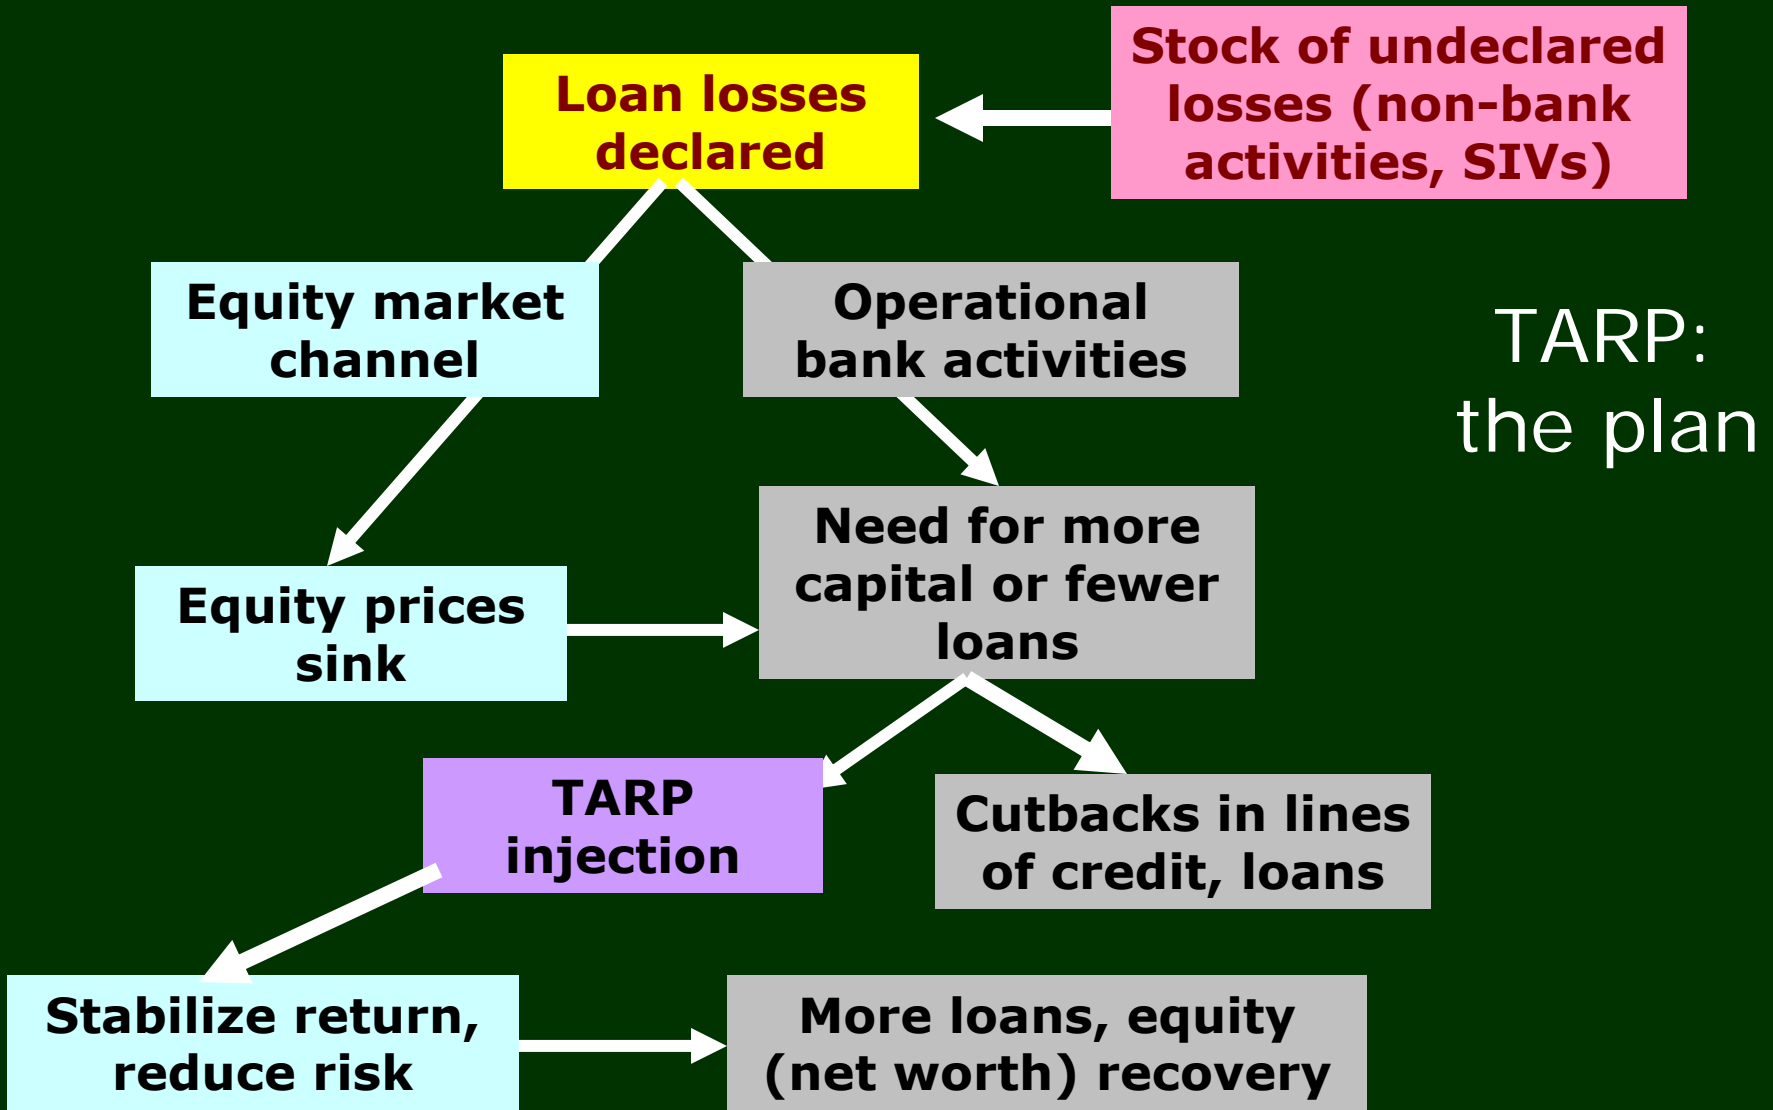 Stock of undeclared
losses (non-bank
activities, SIVs)
Loan losses
declared
Equity market
channel
Operational
bank activities
TARP:
the plan
Need for more
capital or fewer
loans
Equity prices
sink
TARP
injection
Cutbacks in lines
of credit, loans
Stabilize return,
reduce risk
More loans, equity
(net worth) recovery